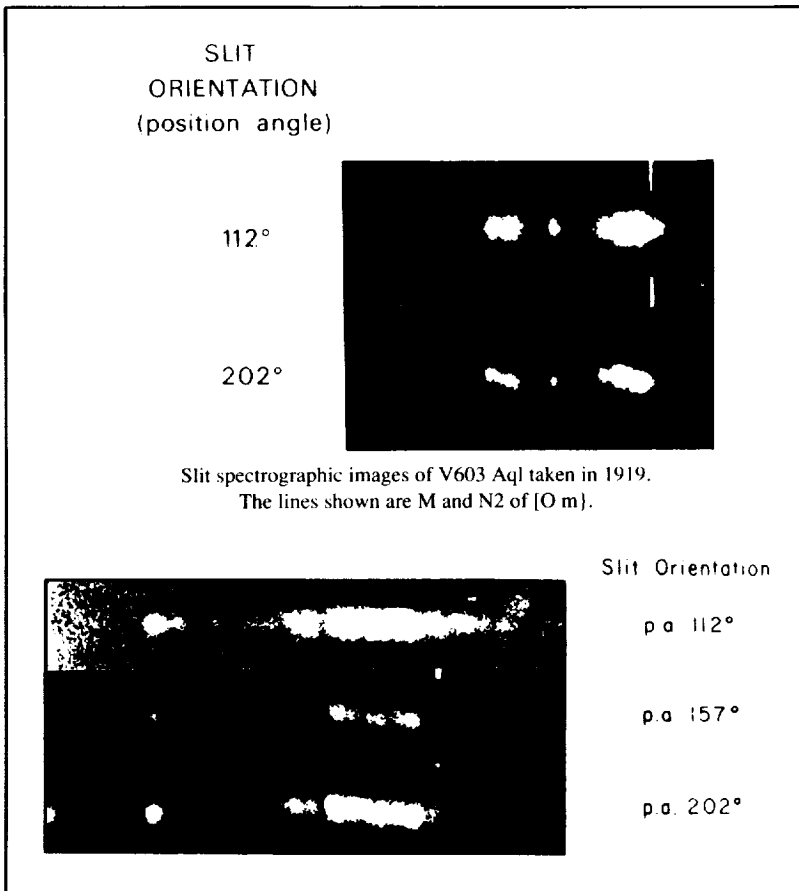 SLIT
ORIENTATION
(position angle)
112°
202°
Slit spectrographic images of V603 Aql taken in 1919.
The lines shown are M and N2 of [O m}.
Slit Orientation
p a 112°
p.a 157°
p.a. 202°